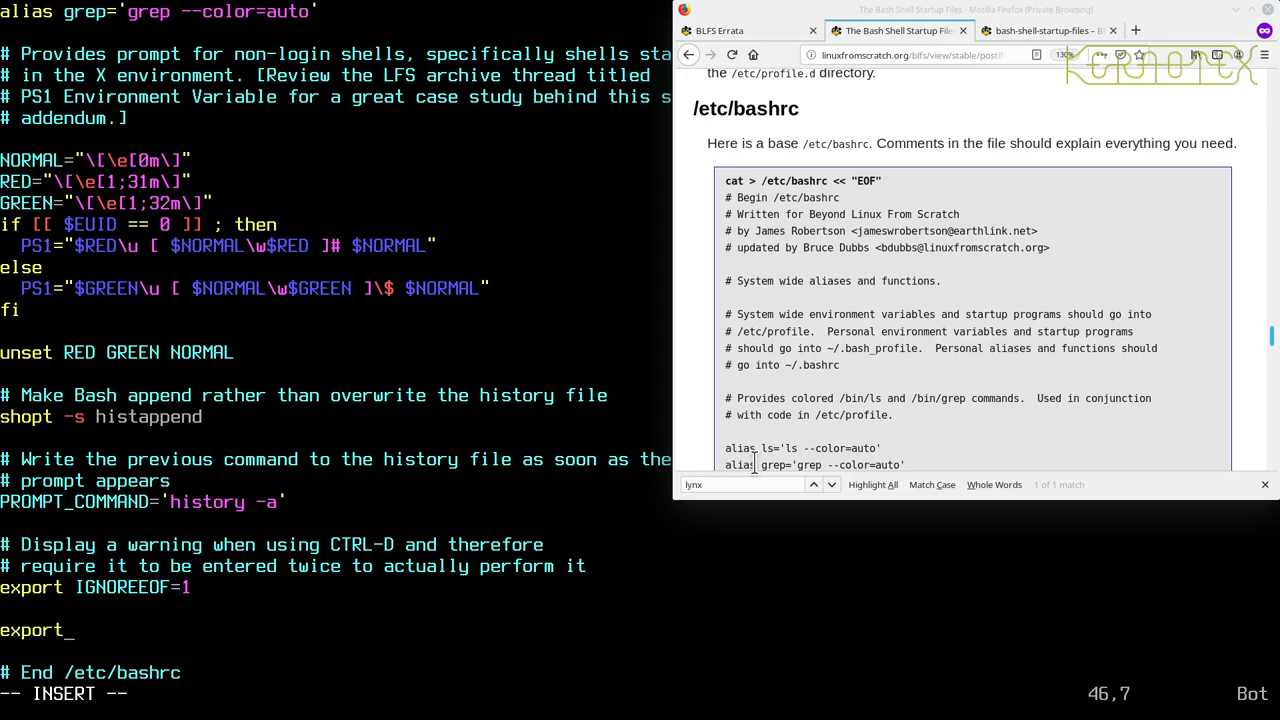 alias grep='grep --color=auto'
# Provides prompt for non-login shells, specifically shells sta
# in the X environment. [Review the LFS archive thread titled
# PS1 Environment Variable for a great case study behind this s
# addendum.]
NORMAL="\[\e[0m\]"
RED="\[\e[1;31m\]"
GREEN="\[\e[1;32m\]"
if [[ $EUID == 0 ]] ; then
  PS1="$RED\u [ $NORMAL\w$RED ]# $NORMAL"
else
  PS1="$GREEN\u [ $NORMAL\w$GREEN ]\$ $NORMAL"
fi
unset RED GREEN NORMAL
# Make Bash append rather than overwrite the history file
shopt -s histappend
# Write the previous command to the history file as soon as the
# prompt appears
PROMPT_COMMAND='history -a'
# Display a warning when using CTRL-D and therefore
# require it to be entered twice to actually perform it
export IGNOREEOF=1
export_
# End /etc/bashrc
-- INSERT --
46,7
Bot
The Bash Shell Startup Files - Mozilla Firefox (Private Browsing)
BLFS Errata
The Bash Shell Startup File
bash-shell-startup-files – B
linuxfromscratch.org/blfs/view/stable/postlf
130%
KERNOTEX
the /etc/profile.d directory.
/etc/bashrc
Here is a base /etc/bashrc. Comments in the file should explain everything you need.
cat > /etc/bashrc << "EOF"
# Begin /etc/bashrc
# Written for Beyond Linux From Scratch
# by James Robertson <jameswrobertson@earthlink.net>
# updated by Bruce Dubbs <bdubbs@linuxfromscratch.org>
# System wide aliases and functions.
# System wide environment variables and startup programs should go into
# /etc/profile.  Personal environment variables and startup programs
# should go into ~/.bash_profile.  Personal aliases and functions should
# go into ~/.bashrc
# Provides colored /bin/ls and /bin/grep commands.  Used in conjunction
# with code in /etc/profile.
alias ls='ls --color=auto'
alias grep='grep --color=auto'
lynx
Highlight All
Match Case
Whole Words
1 of 1 match